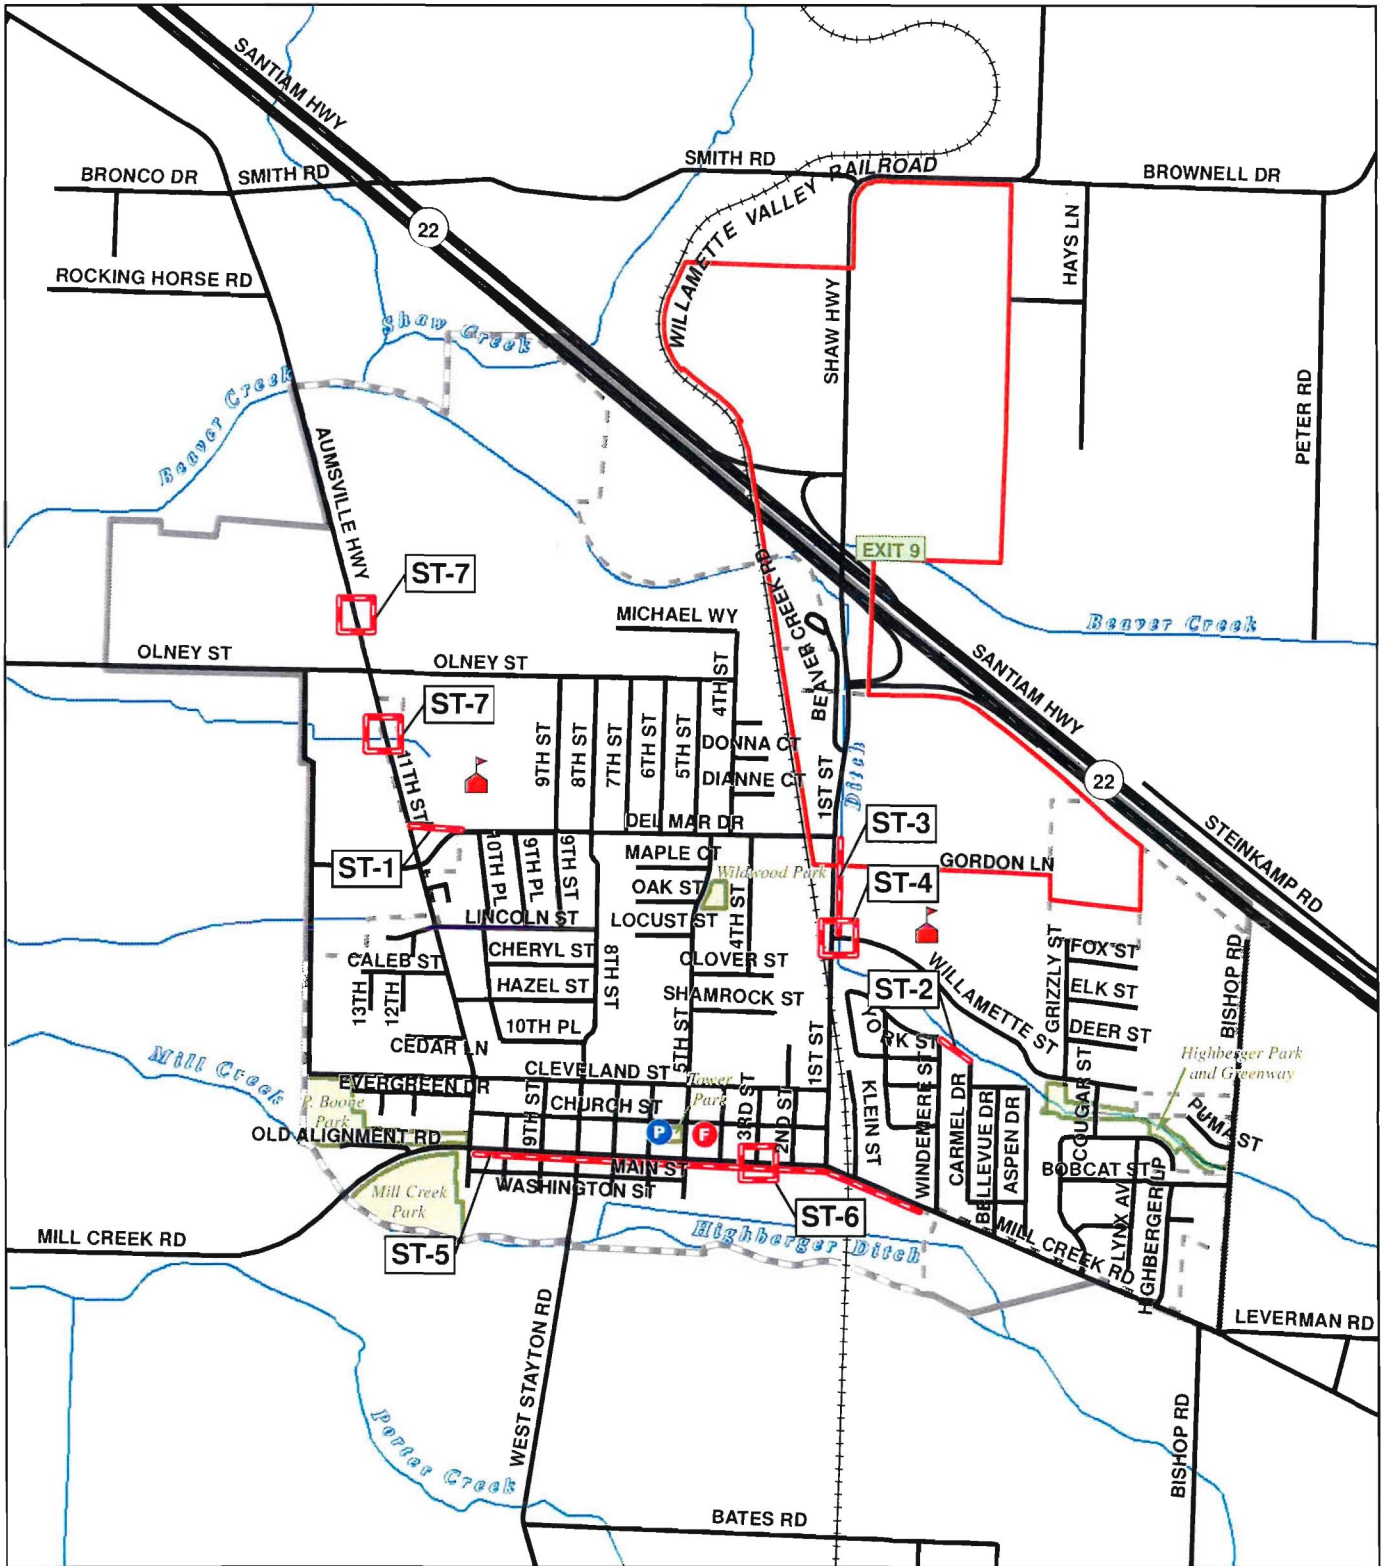 SANTIAM HWY
SMITH RD
WILLAMETTE VALLEY RAILROAD
BRONCO DR
SMITH RD
BROWNELL DR
22
HAYS LN
ROCKING HORSE RD
SHAW HWY
Shaw Creek
Beaver Creek
PETER RD
AUMSVILLE HWY
EXIT 9
ST-7
BEAVER CREEK RD
MICHAEL WY
Beaver Creek
OLNEY ST
OLNEY ST
SANTIAM HWY
4TH ST
ST-7
9TH ST
8TH ST
7TH ST
6TH ST
5TH ST
DONNA CT
DIANNE CT
11TH ST
1ST ST
Ditch
22
DEL MAR DR
ST-3
STEINKAMP RD
ST-1
10TH PL
9TH PL
9TH ST
MAPLE CT
Wildwood Park
GORDON LN
OAK ST
4TH ST
ST-4
LINCOLN ST
LOCUST ST
CHERYL ST
8TH ST
CLOVER ST
WILLAMETTE ST
GRIZZLY ST
FOX ST
BISHOP RD
CALEB ST
HAZEL ST
SHAMROCK ST
ST-2
ELK ST
13TH
12TH
10TH PL
5TH ST
1ST ST
YORK ST
DEER ST
CEDAR LN
Mill Creek
CLEVELAND ST
Highberger Park
and Greenway
EVERGREEN DR
Tower
Park
P. Boone
Park
9TH ST
CHURCH ST
3RD ST
2ND ST
KLEIN ST
WINDEMERE ST
CARMEL DR
BELLEVUE DR
ASPEN DR
COUGAR ST
PUMA ST
P
F
OLD ALIGNMENT RD
MAIN ST
BOBCAT ST
WASHINGTON ST
Mill Creek
Park
ST-6
LYNX AV
HIGHBERGER LP
MILL CREEK RD
ST-5
Highberger Ditch
MILL CREEK RD
LEVERMAN RD
WEST STAYTON RD
BISHOP RD
Porter Creek
BATES RD